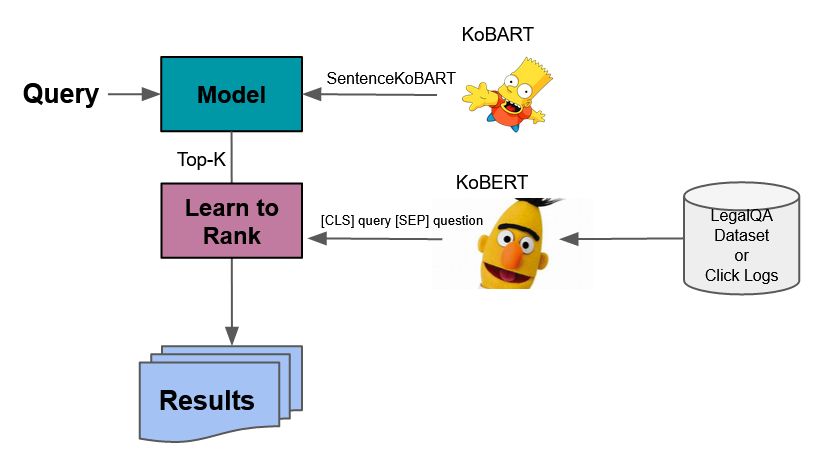 KoBART
SentenceKoBART
Query
Model
Top-K
KoBERT
Learn to
Rank
[CLS] query [SEP] question
LegalQA
Dataset
or
Click Logs
Results